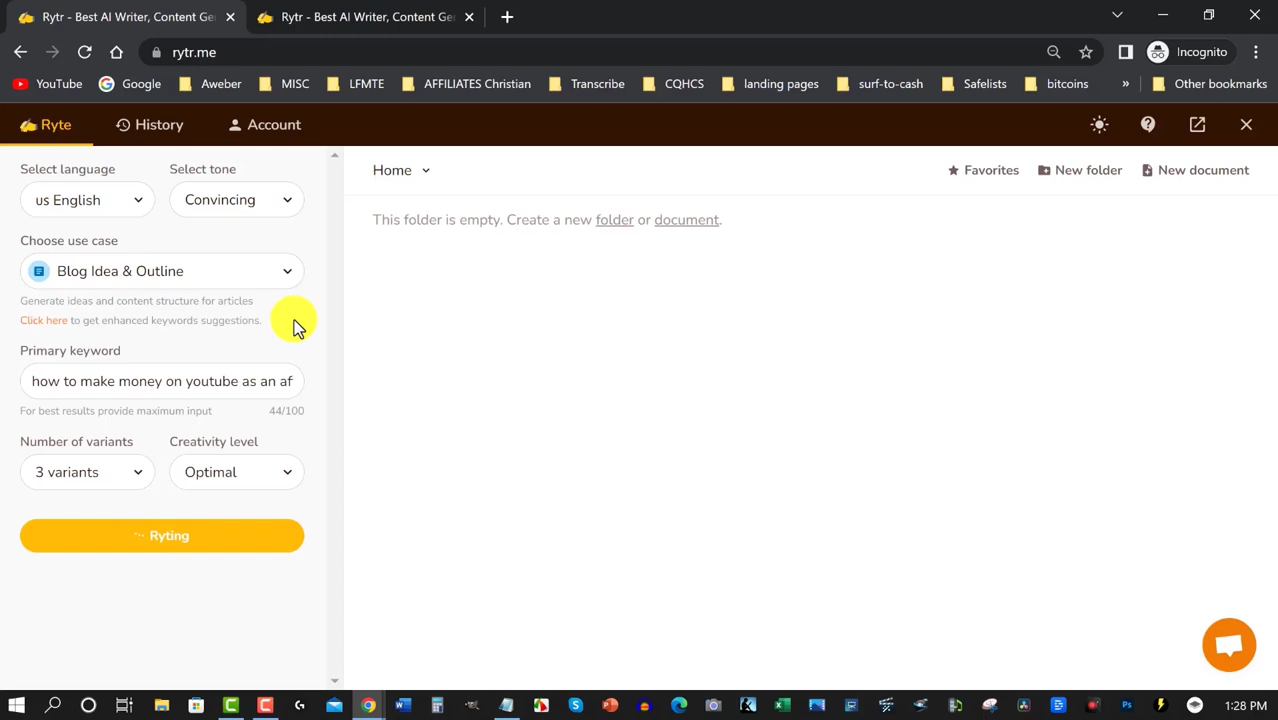 Rytr - Best AI Writer, Content Ger
Rytr - Best AI Writer, Content Ger
rytr.me
Incognito
YouTube
Google
Aweber
MISC
LFMTE
AFFILIATES Christian
Transcribe
CQHCS
landing pages
surf-to-cash
Safelists
bitcoins
»
Other bookmarks
Ryte
History
Account
Select language
Select tone
us English
Convincing
Choose use case
Blog Idea & Outline
Generate ideas and content structure for articles
Click here to get enhanced keywords suggestions.
Primary keyword
how to make money on youtube as an af
For best results provide maximum input
44/100
Number of variants
Creativity level
3 variants
Optimal
Ryting
Home
Favorites
New folder
New document
This folder is empty. Create a new folder or document.
1:28 PM